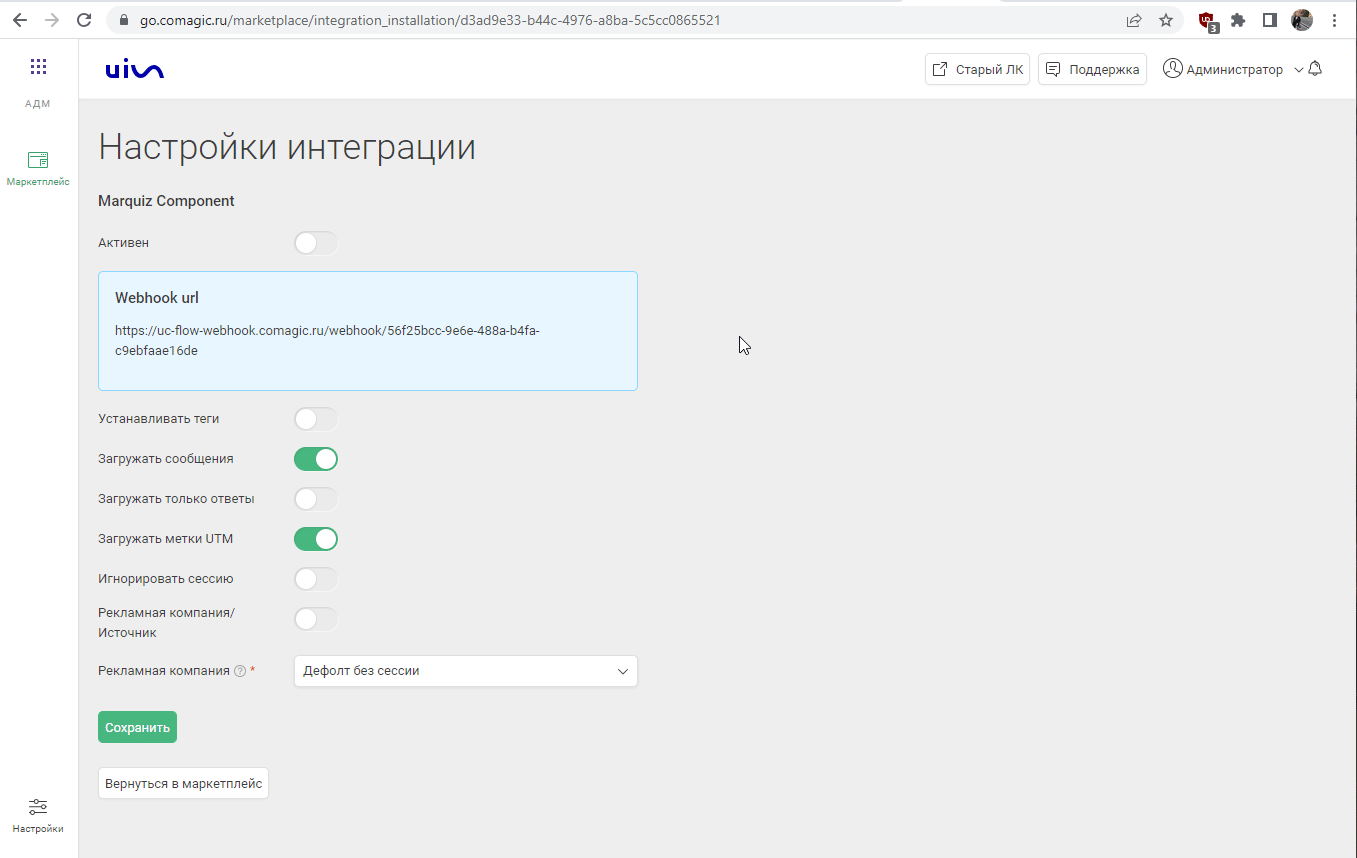 go.comagic.ru/marketplace/integration_installation/d3ad9e33-b44c-4976-a8ba-5c5cc0865521
3
uis
Старый ЛК
Поддержка
Администратор
АДМ
Маркетплейс
Настройки интеграции
Marquiz Component
Активен
Webhook url
https://uc-flow-webhook.comagic.ru/webhook/56f25bcc-9e6e-488a-b4fa-
c9ebfaae16de
Устанавливать теги
Загружать сообщения
Загружать только ответы
Загружать метки UTM
Игнорировать сессию
Рекламная компания/
Источник
Рекламная компания ? *
Дефолт без сессии
Сохранить
Вернуться в маркетплейс
Настройки